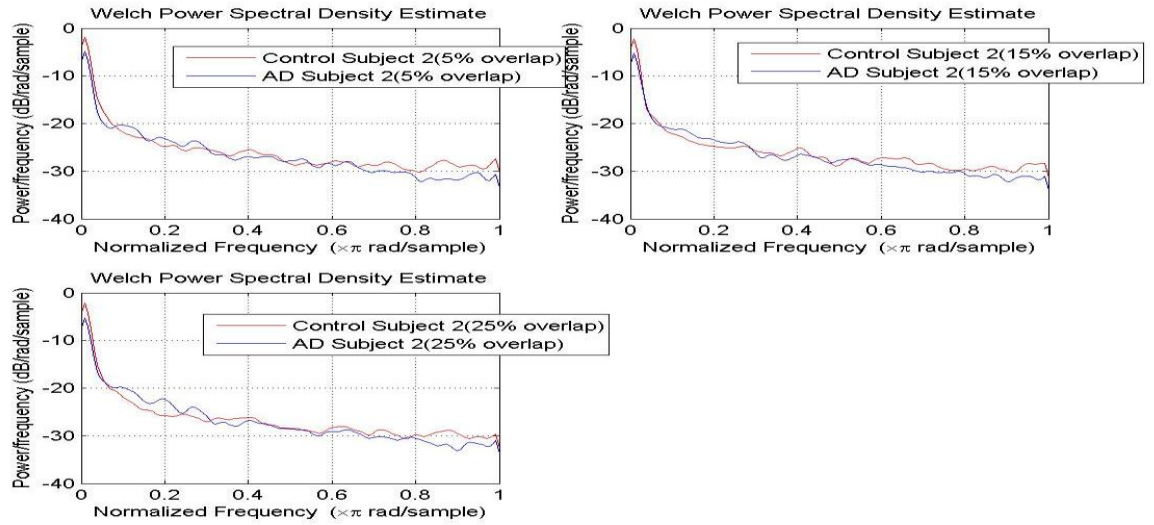 Welch Power Spectral Density Estimate
Power/frequency (dB/rad/sample)
0
-10
-20
-30
-40
Control Subject 2(5% overlap)
AD Subject 2(5% overlap)
0 0.2 0.4 0.6 0.8 1
Normalized Frequency (×π rad/sample)
Welch Power Spectral Density Estimate
Power/frequency (dB/rad/sample)
0
-10
-20
-30
-40
Control Subject 2(15% overlap)
AD Subject 2(15% overlap)
0 0.2 0.4 0.6 0.8 1
Normalized Frequency (×π rad/sample)
Welch Power Spectral Density Estimate
Power/frequency (dB/rad/sample)
0
-10
-20
-30
-40
Control Subject 2(25% overlap)
AD Subject 2(25% overlap)
0 0.2 0.4 0.6 0.8 1
Normalized Frequency (×π rad/sample)